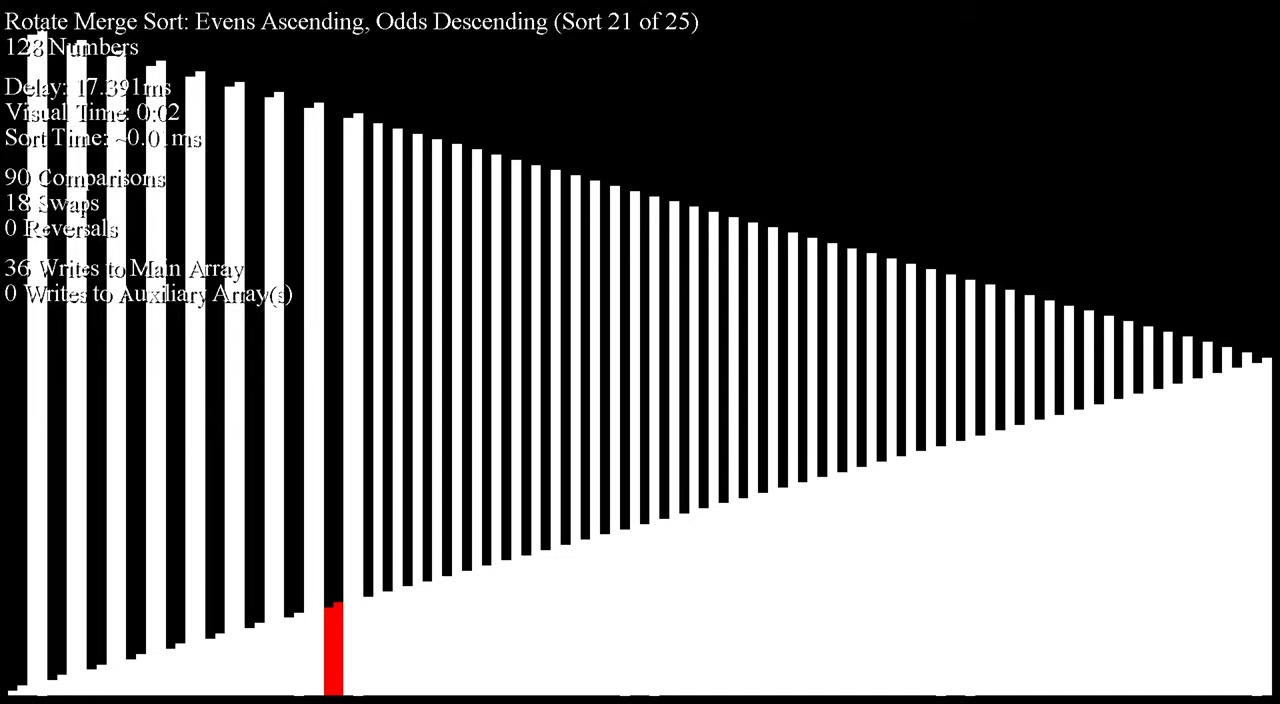 Rotate Merge Sort: Evens Ascending, Odds Descending (Sort 21 of 25)
128 Numbers
Delay: 17.391ms
Visual Time: 0:02
Sort Time: ~0.01ms
90 Comparisons
18 Swaps
0 Reversals
36 Writes to Main Array
0 Writes to Auxiliary Array(s)